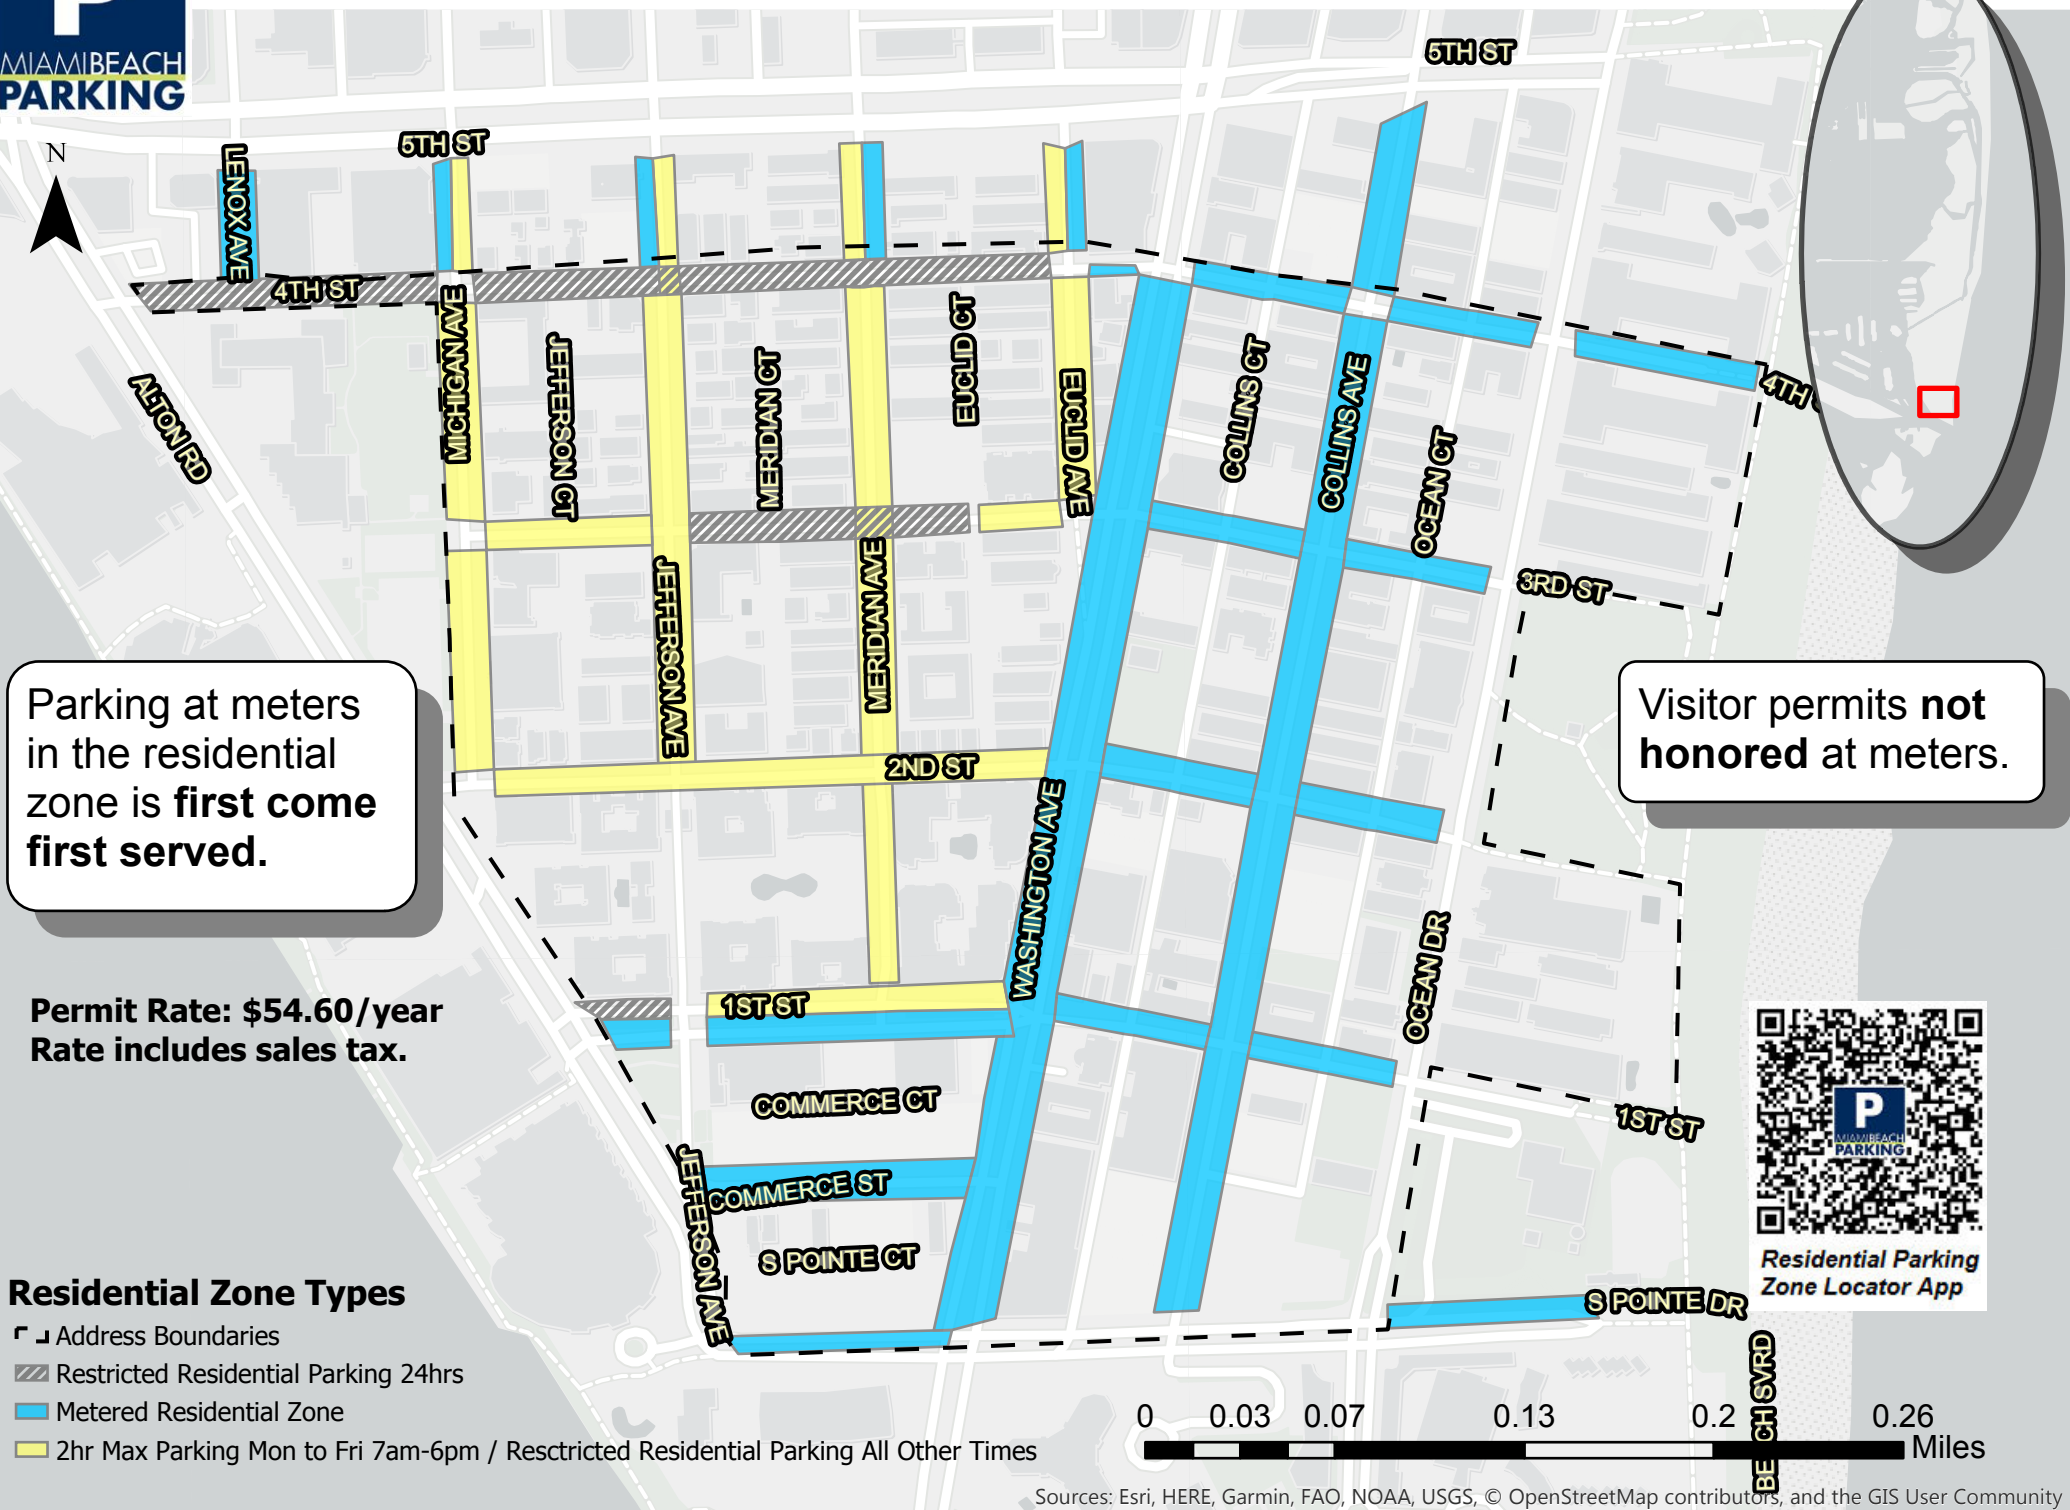 P
MIAMIBEACH
PARKING
N
5TH ST
5TH ST
LENOX AVE
4TH ST
4TH
ALTON RD
MICHIGAN AVE
JEFFERSON CT
MERIDIAN CT
EUCLID CT
EUCLID AVE
COLLINS CT
COLLINS AVE
OCEAN CT
3RD ST
JEFFERSON AVE
MERIDIAN AVE
2ND ST
WASHINGTON AVE
OCEAN DR
1ST ST
1ST ST
COMMERCE CT
COMMERCE ST
S POINTE CT
JEFFERSON AVE
S POINTE DR
Parking at meters
in the residential
zone is first come
first served.
Visitor permits not
honored at meters.
Permit Rate: $54.60/year
Rate includes sales tax.
P
MIAMIBEACH
PARKING
Residential Parking
Zone Locator App
Residential Zone Types
Address Boundaries
Restricted Residential Parking 24hrs
Metered Residential Zone
2hr Max Parking Mon to Fri 7am-6pm / Resctricted Residential Parking All Other Times
0 0.03 0.07 0.13 0.2 0.26
Miles
Sources: Esri, HERE, Garmin, FAO, NOAA, USGS, © OpenStreetMap contributors, and the GIS User Community